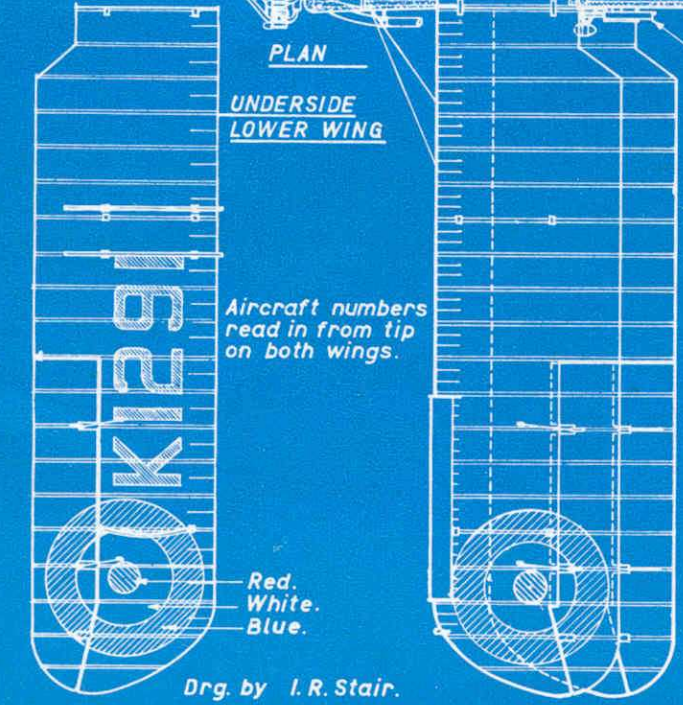 PLAN
UNDERSIDE
LOWER WING
K1291
Aircraft numbers
read in from tip
on both wings.
Red.
White.
Blue.
Drg. by I. R. Stair.